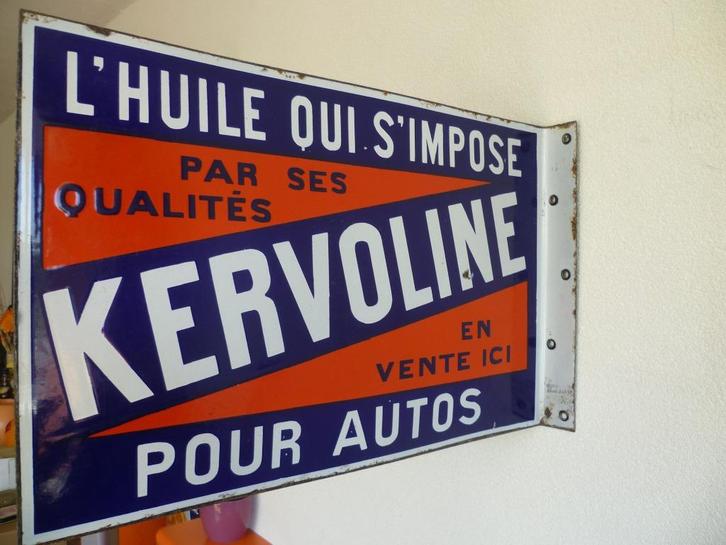 L'HUILE QUI S'IMPOSE
PAR SES
QUALITÉS
KERVOLINE
EN
VENTE ICI
POUR AUTOS